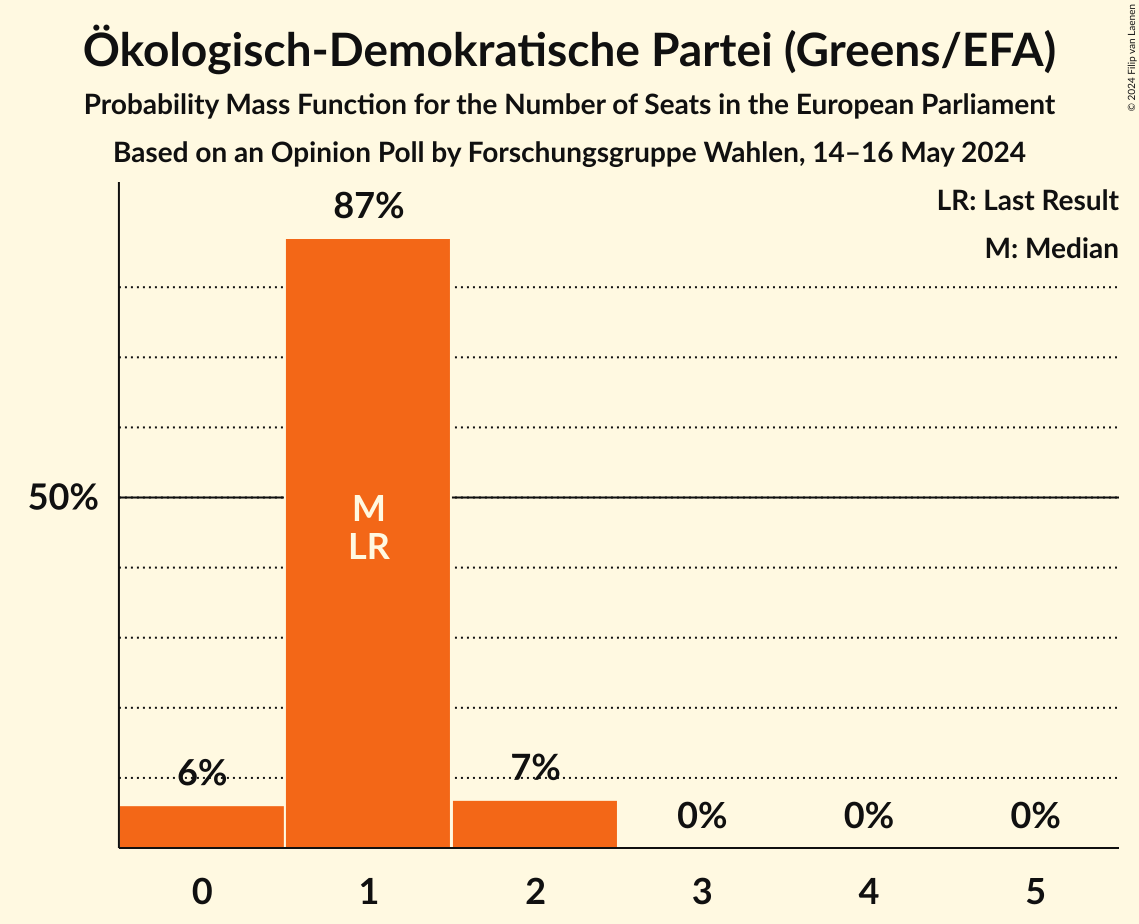 Ökologisch-Demokratische Partei (Greens/EFA)
Probability Mass Function for the Number of Seats in the European Parliament
Based on an Opinion Poll by Forschungsgruppe Wahlen, 14–16 May 2024
© 2024 Filip van Laenen
LR: Last Result
M: Median
87%
50%
M
LR
6%
7%
0%
0%
0%
0
1
2
3
4
5